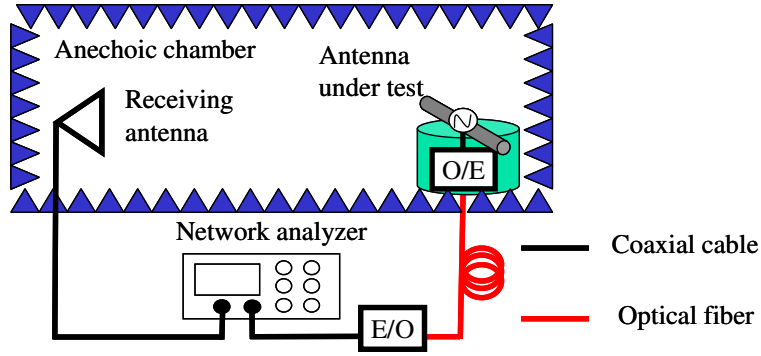 Anechoic chamber
Antenna
under test
Receiving
antenna
O/E
Network analyzer
Coaxial cable
E/O
Optical fiber